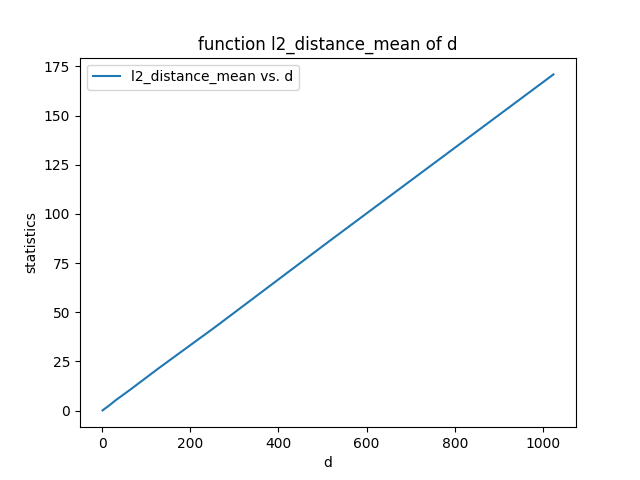 function l2_distance_mean of d
l2_distance_mean vs. d
175
150
125
100
75
50
25
0
statistics
0 200 400 600 800 1000
d